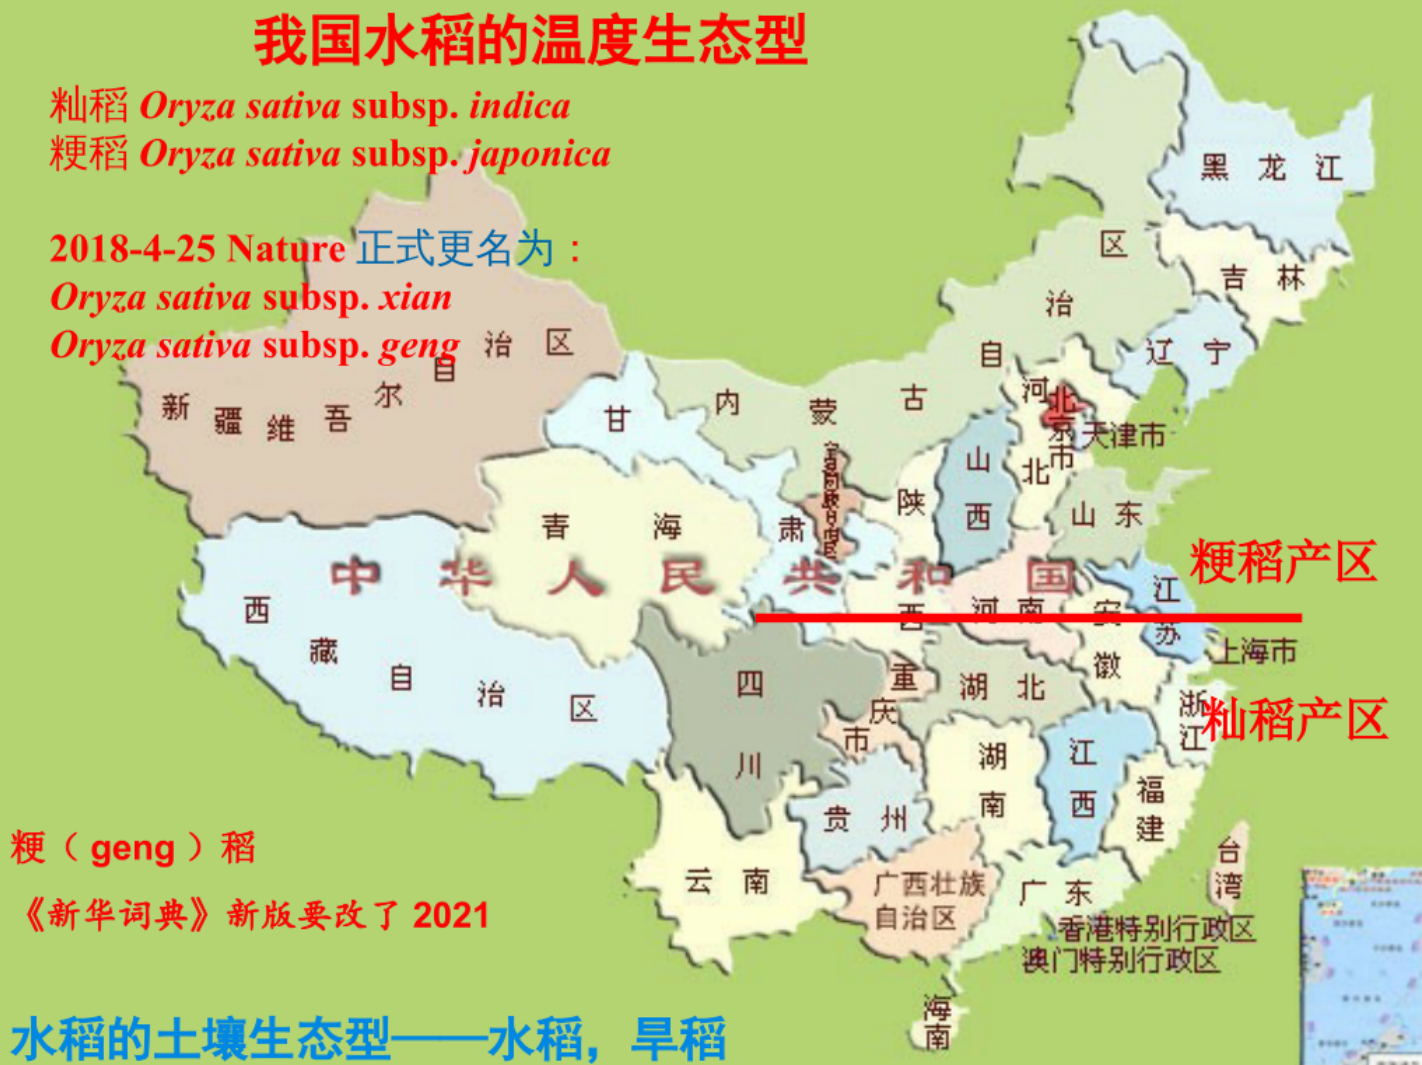 我国水稻的温度生态型
籼稻 Oryza sativa subsp. indica
粳稻 Oryza sativa subsp. japonica
2018-4-25 Nature 正式更名为：
Oryza sativa subsp. xian
Oryza sativa subsp. geng
黑龙江
吉林
辽宁
内蒙古自治区
新疆维吾尔自治区
甘肃
青海
西藏自治区
陕西
山西
河北
北京市
天津市
山东
中华人民共和国
河南
安徽
江苏
上海市
粳稻产区
籼稻产区
四川
重庆市
湖北
浙江
湖南
江西
福建
贵州
云南
广西壮族
自治区
广东
台湾
香港特别行政区
澳门特别行政区
海南
粳（geng）稻
《新华词典》新版要改了 2021
水稻的土壤生态型——水稻，旱稻